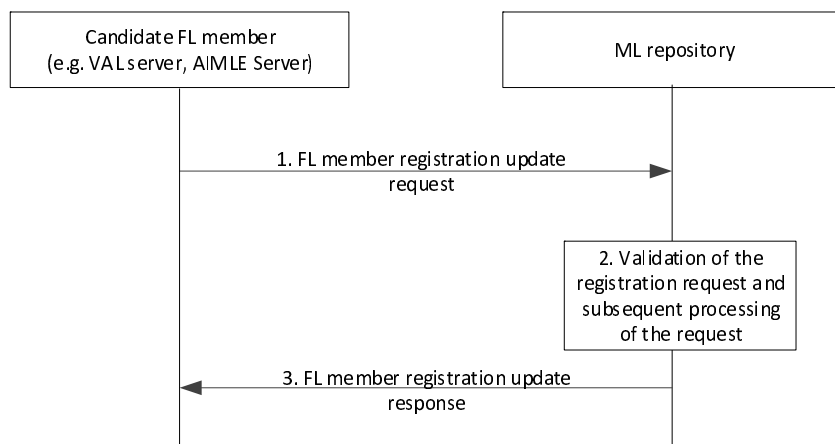 Candidate FL member
(e.g. VAL server, AIMLE Server)
ML repository
1. FL member registration update
request
2. Validation of the
registration request and
subsequent processing
of the request
3. FL member registration update
response